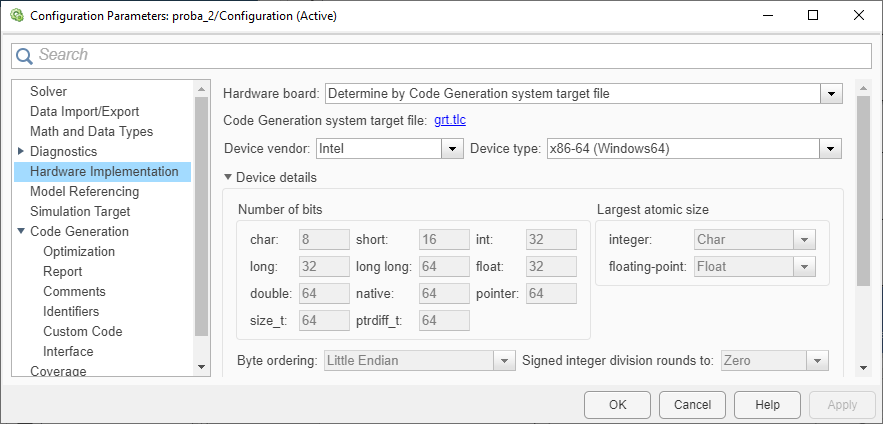 Configuration Parameters: proba_2/Configuration (Active)
Search
Solver
Data Import/Export
Math and Data Types
Diagnostics
Hardware Implementation
Model Referencing
Simulation Target
Code Generation
Optimization
Report
Comments
Identifiers
Custom Code
Interface
Coverage
Hardware board: Determine by Code Generation system target file
Code Generation system target file: grt.tlc
Device vendor: Intel Device type: x86-64 (Windows64)
Device details
Number of bits
char: 8 short: 16 int: 32
long: 32 long long: 64 float: 32
double: 64 native: 64 pointer: 64
size_t: 64 ptrdiff_t: 64
Largest atomic size
integer: Char
floating-point: Float
Byte ordering: Little Endian Signed integer division rounds to: Zero
OK Cancel Help Apply